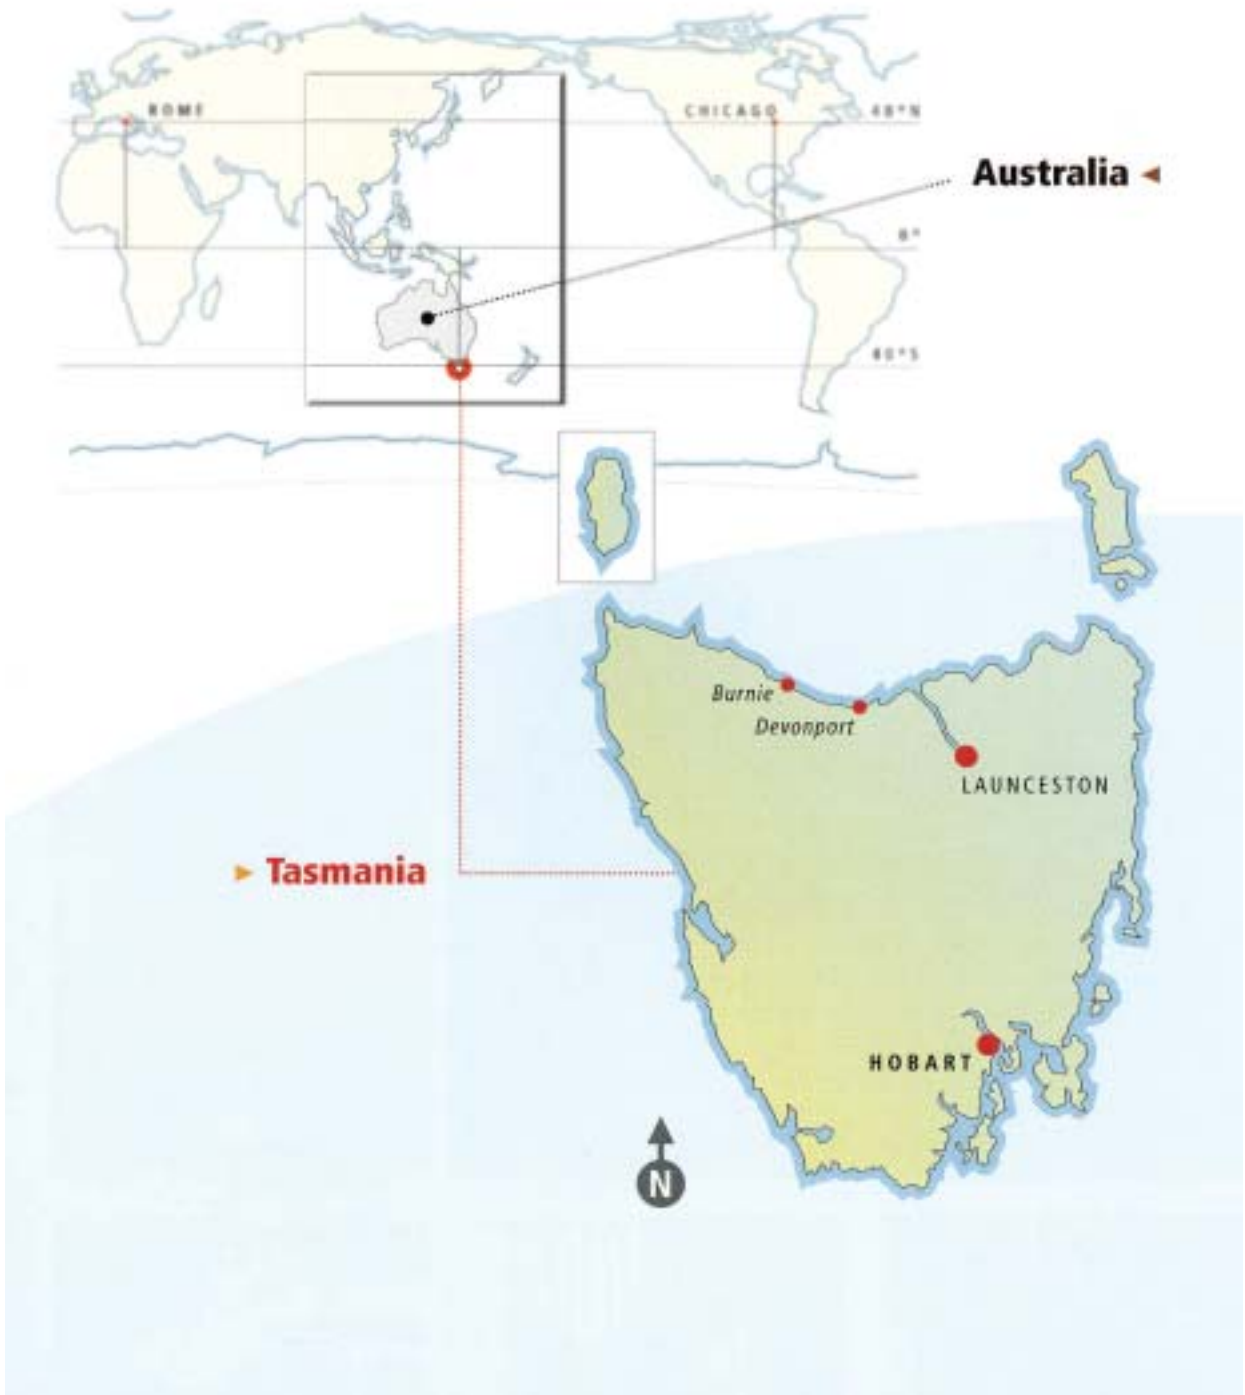 ROME
CHICAGO
40°N
Australia
0°
40°S
Burnie
Devonport
LAUNCESTON
Tasmania
HOBART
N